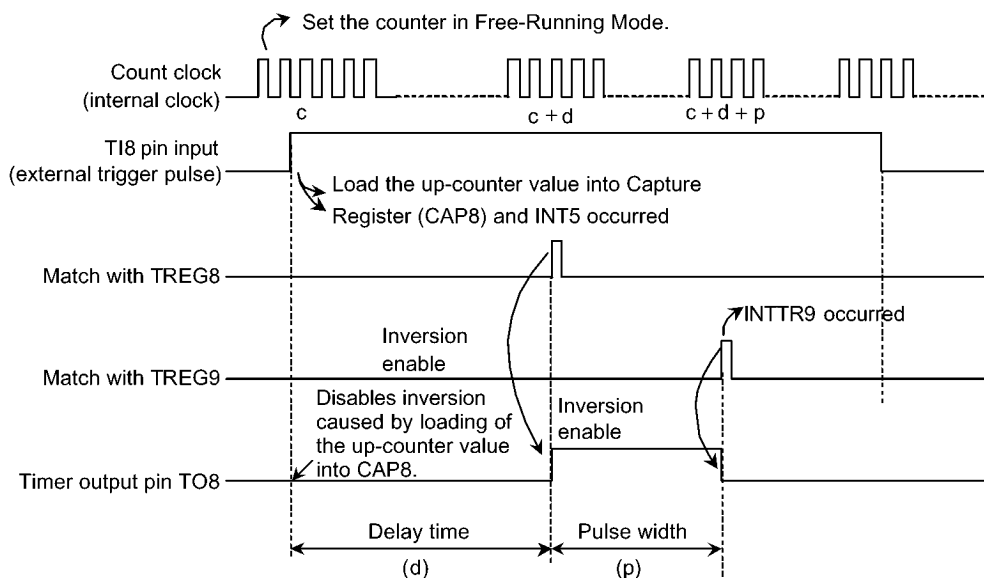 Set the counter in Free-Running Mode.
Count clock
(internal clock)
c
c + d
c + d + p
TI8 pin input
(external trigger pulse)
Load the up-counter value into Capture
Register (CAP8) and INT5 occurred
Match with TREG8
INTTR9 occurred
Inversion
enable
Match with TREG9
Disables inversion
caused by loading of
the up-counter value
into CAP8.
Inversion
enable
Timer output pin TO8
Delay time
Pulse width
(d)
(p)